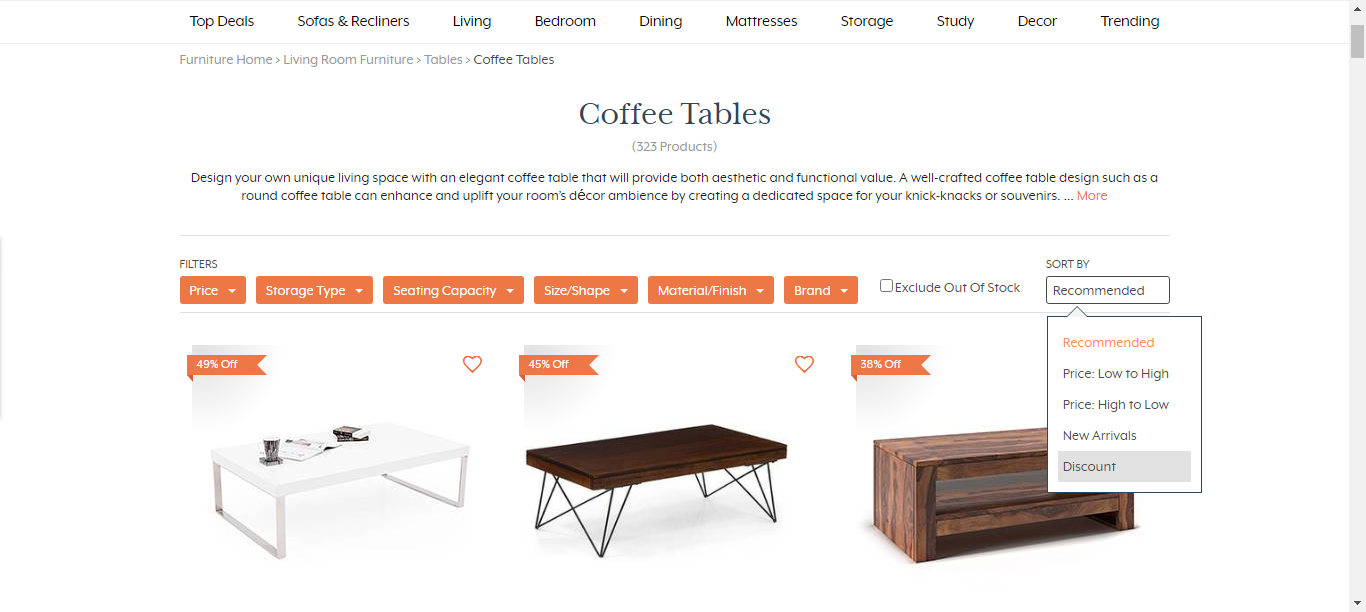 Top Deals Sofas & Recliners Living Bedroom Dining Mattresses Storage Study Decor Trending
Furniture Home > Living Room Furniture > Tables > Coffee Tables
Coffee Tables
(323 Products)
Design your own unique living space with an elegant coffee table that will provide both aesthetic and functional value. A well-crafted coffee table design such as a
round coffee table can enhance and uplift your room's décor ambience by creating a dedicated space for your knick-knacks or souvenirs. ... More
FILTERS
Price Storage Type Seating Capacity Size/Shape Material/Finish Brand
Exclude Out Of Stock
SORT BY
Recommended
Recommended
Price: Low to High
Price: High to Low
New Arrivals
Discount
49% Off
45% Off
38% Off